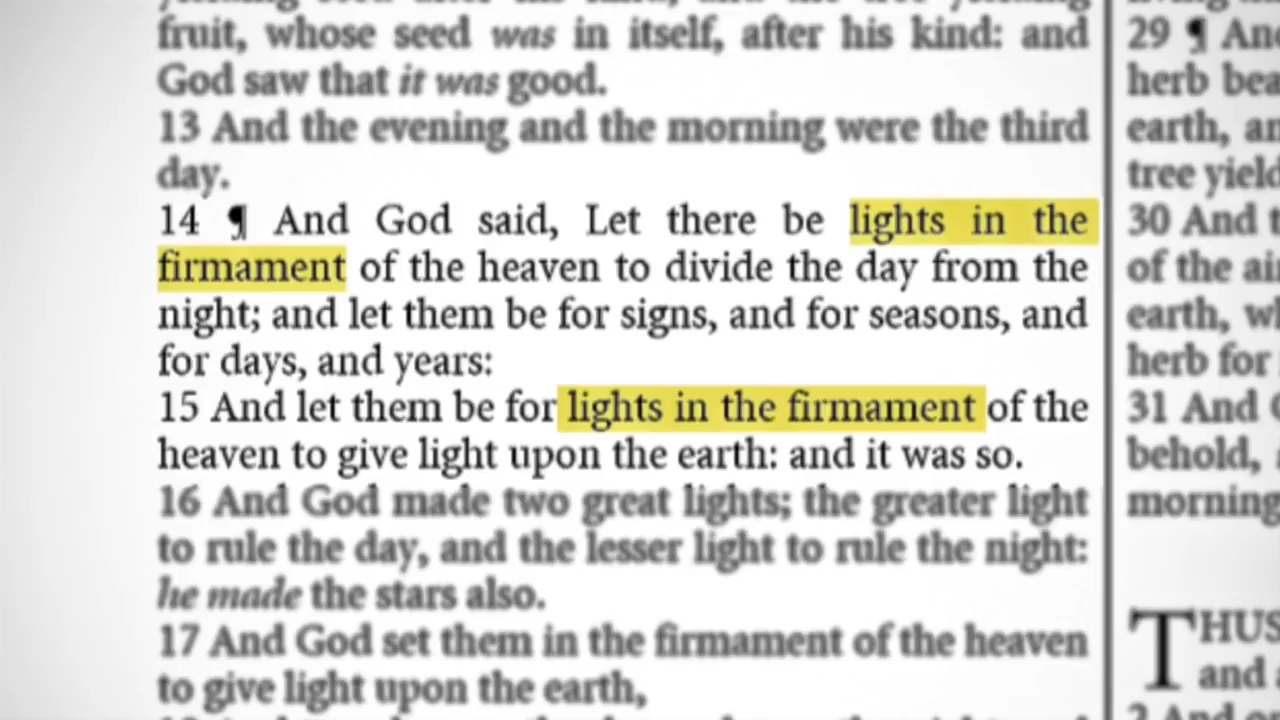 fruit, whose seed was in itself, after his kind: and
God saw that it was good.
13 And the evening and the morning were the third
day.
14 ¶ And God said, Let there be lights in the
firmament of the heaven to divide the day from the
night; and let them be for signs, and for seasons, and
for days, and years:
15 And let them be for lights in the firmament of the
heaven to give light upon the earth: and it was so.
16 And God made two great lights; the greater light
to rule the day, and the lesser light to rule the night:
he made the stars also.
17 And God set them in the firmament of the heaven
to give light upon the earth,
29 ¶ And
herb
earth,
tree
30 And
of the
earth,
herb for
31 And
behold,
morning
THUS
and
2 And